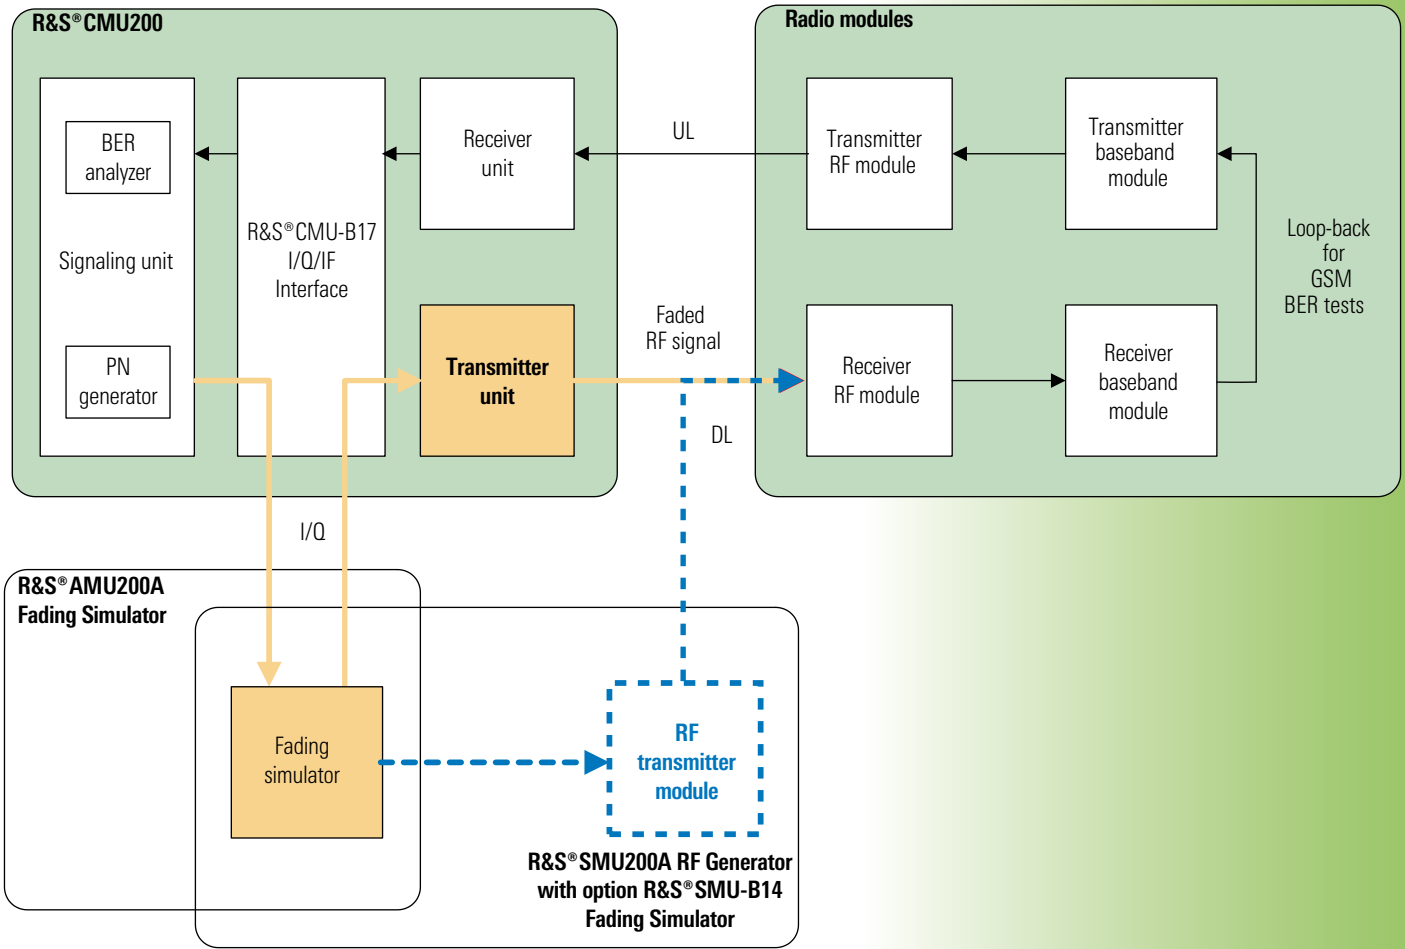 R&S®CMU200
Radio modules
BER
analyzer
Signaling unit
PN
generator
R&S®CMU-B17
I/Q/IF
Interface
Receiver
unit
Transmitter
unit
UL
Faded
RF signal
DL
Transmitter
RF module
Transmitter
baseband
module
Receiver
RF module
Receiver
baseband
module
Loop-back
for
GSM
BER tests
I/Q
R&S®AMU200A
Fading Simulator
Fading
simulator
RF
transmitter
module
R&S®SMU200A RF Generator
with option R&S®SMU-B14
Fading Simulator